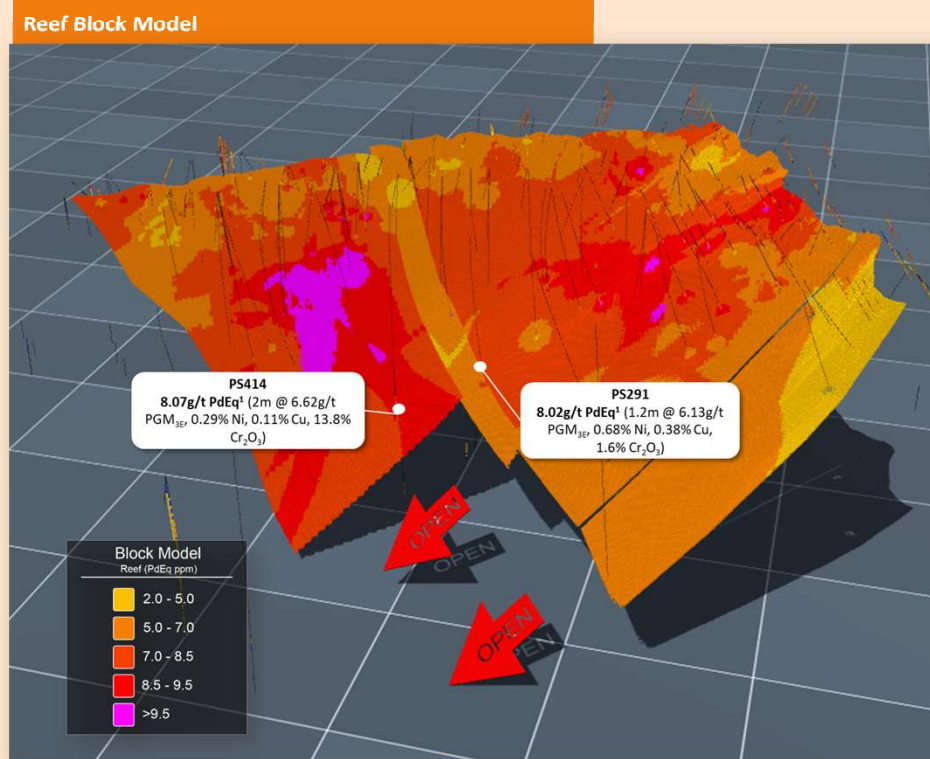 Reef Block Model
PS414
8.07g/t PdEq¹ (2m @ 6.62g/t
PGM₃E, 0.29% Ni, 0.11% Cu, 13.8%
Cr₂O₃)
PS291
8.02g/t PdEq¹ (1.2m @ 6.13g/t
PGM₃E, 0.68% Ni, 0.38% Cu,
1.6% Cr₂O₃)
OPEN
OPEN
OPEN
OPEN
Block Model
Reef (PdEq ppm)
2.0 - 5.0
5.0 - 7.0
7.0 - 8.5
8.5 - 9.5
>9.5